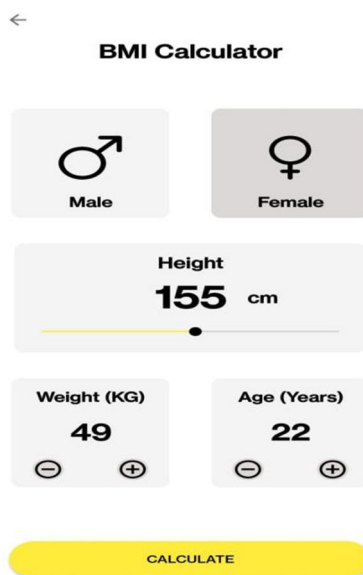 BMI Calculator
Male
Female
Height
155 cm
Weight (KG)
49
Age (Years)
22
CALCULATE